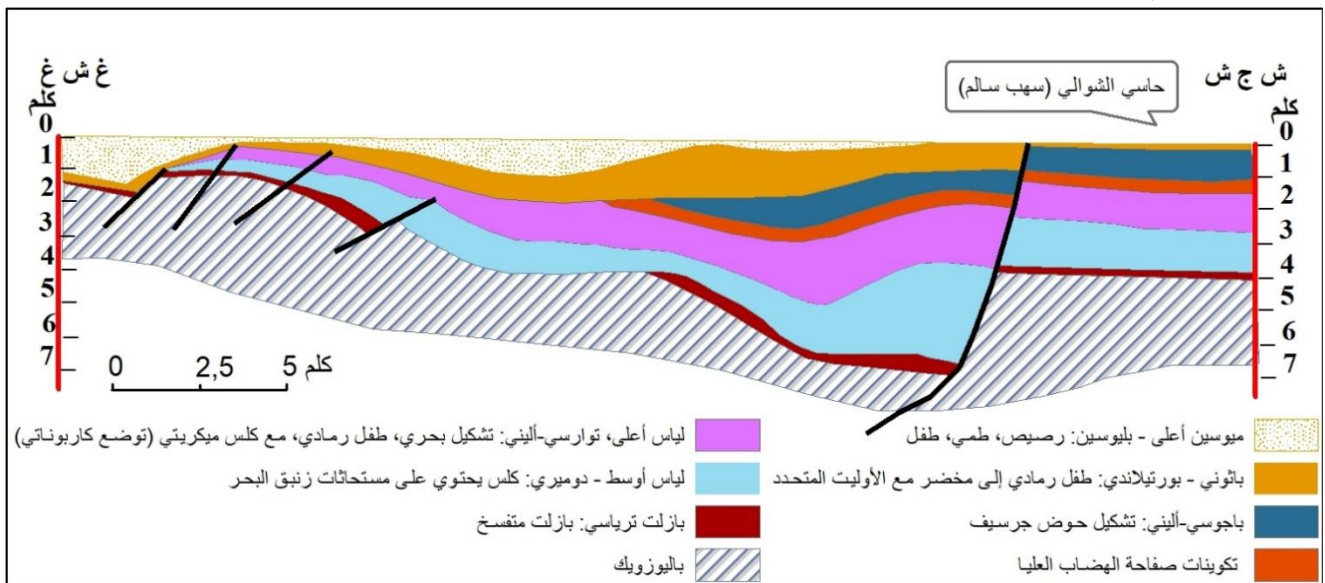 غ ش غ
كلم
0
1
2
3
4
5
6
7
حاسي الشوالي (سهب سالم)
ش ج ش
كلم
0
1
2
3
4
5
6
7
0 2,5 5 كلم
ميوسين أعلى - بليوسين: رصيص، طمي، طفل
باثوني - بورتيلاندي: طفل رمادي إلى مخضر مع الأوليت المتحدد
باجوسي-أليني: تشكيل حوض جرسيف
تكوينات صفاحة الهضاب العليا
لياس أعلى، توارسي-أليني: تشكيل بحري، طفل رمادي، مع كلس ميكريتي (توضع كاربوناتي)
لياس أوسط - دوميري: كلس يحتوي على مستحاثات زنبق البحر
بازلت ترياسي: بازلت متفسخ
باليوزويك